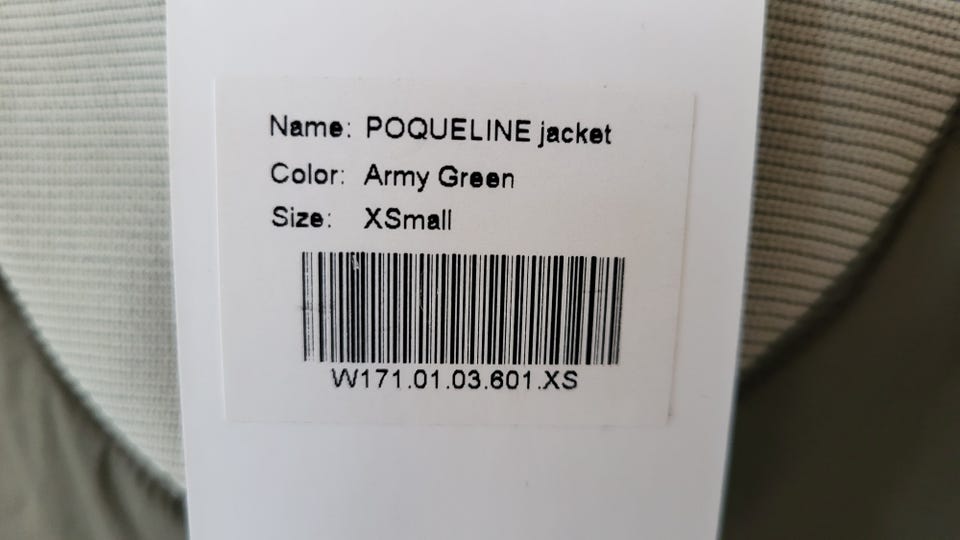 Name: POQUELINE jacket
Color: Army Green
Size: XSmall
W171.01.03.601.XS